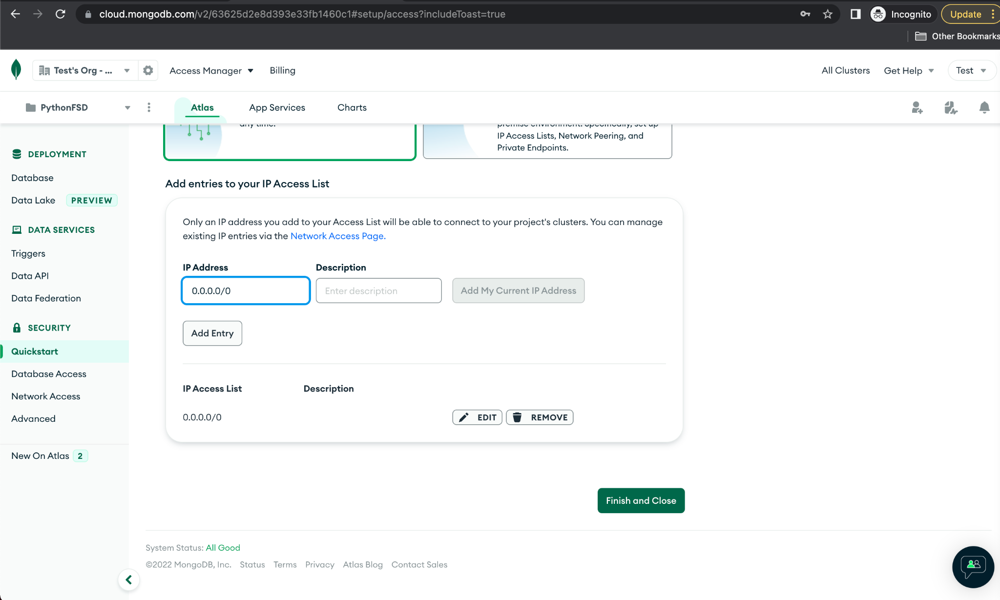 cloud.mongodb.com/v2/63625d2e8d393e33fb1460c1#setup/access?includeToast=true
Incognito
Update
Other Bookmarks
Test's Org - ...
Access Manager
Billing
All Clusters
Get Help
Test
PythonFSD
Atlas
App Services
Charts
any time.
premise environment. Specifically, set up
IP Access Lists, Network Peering, and
Private Endpoints.
DEPLOYMENT
Database
Data Lake PREVIEW
DATA SERVICES
Triggers
Data API
Data Federation
SECURITY
Quickstart
Database Access
Network Access
Advanced
New On Atlas 2
Add entries to your IP Access List
Only an IP address you add to your Access List will be able to connect to your project's clusters. You can manage
existing IP entries via the Network Access Page.
IP Address Description
0.0.0.0/0 Enter description Add My Current IP Address
Add Entry
IP Access List Description
0.0.0.0/0 EDIT REMOVE
Finish and Close
System Status: All Good
©2022 MongoDB, Inc. Status Terms Privacy Atlas Blog Contact Sales